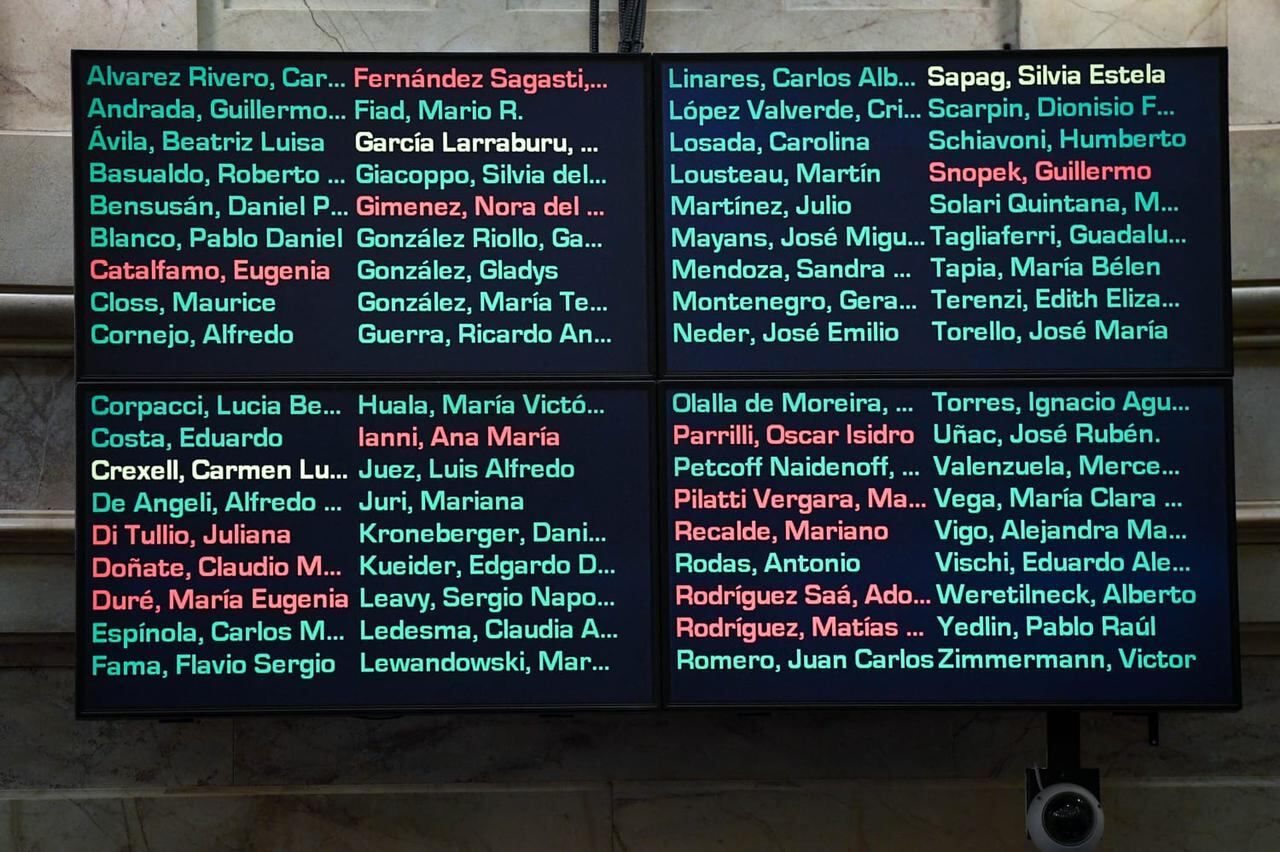 Alvarez Rivero, Car...
Andrada, Guillermo...
Ávila, Beatriz Luisa
Basualdo, Roberto ...
Bensusán, Daniel P...
Blanco, Pablo Daniel
Catalfamo, Eugenia
Closs, Maurice
Cornejo, Alfredo
Fernández Sagasti,...
Fiad, Mario R.
García Larraburu, ...
Giacoppo, Silvia del...
Gimenez, Nora del ...
González Riollo, Ga...
González, Gladys
González, María Te...
Guerra, Ricardo An...
Linares, Carlos Alb...
López Valverde, Cri...
Losada, Carolina
Lousteau, Martín
Martínez, Julio
Mayans, José Migu...
Mendoza, Sandra ...
Montenegro, Gera...
Neder, José Emilio
Sapag, Silvia Estela
Scarpin, Dionisio F...
Schiavoni, Humberto
Snopek, Guillermo
Solari Quintana, M...
Tagliaferri, Guadalu...
Tapia, María Bélen
Terenzi, Edith Eliza...
Torello, José María
Corpacci, Lucia Be...
Costa, Eduardo
Crexell, Carmen Lu...
De Angeli, Alfredo ...
Di Tullio, Juliana
Doñate, Claudio M...
Duré, María Eugenia
Espínola, Carlos M...
Fama, Flavio Sergio
Huala, María Victó...
Ianni, Ana María
Juez, Luis Alfredo
Juri, Mariana
Kroneberger, Dani...
Kueider, Edgardo D...
Leavy, Sergio Napo...
Ledesma, Claudia A...
Lewandowski, Mar...
Olalla de Moreira, ...
Parrilli, Oscar Isidro
Petcoff Naidenoff, ...
Pilatti Vergara, Ma...
Recalde, Mariano
Rodas, Antonio
Rodríguez Saá, Ado...
Rodríguez, Matías ...
Romero, Juan Carlos
Torres, Ignacio Agu...
Uñac, José Rubén.
Valenzuela, Merce...
Vega, María Clara ...
Vigo, Alejandra Ma...
Vischi, Eduardo Ale...
Weretilneck, Alberto
Yedlin, Pablo Raúl
Zimmermann, Victor